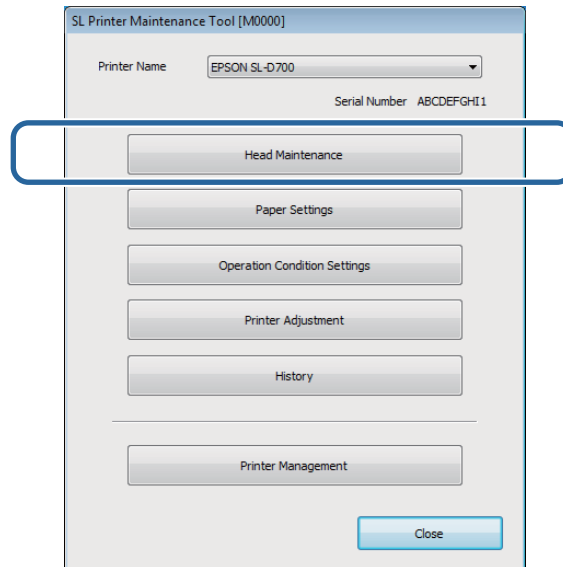 SL Printer Maintenance Tool [M0000]
Printer Name EPSON SL-D700
Serial Number ABCDEFGHI1
Head Maintenance
Paper Settings
Operation Condition Settings
Printer Adjustment
History
Printer Management
Close